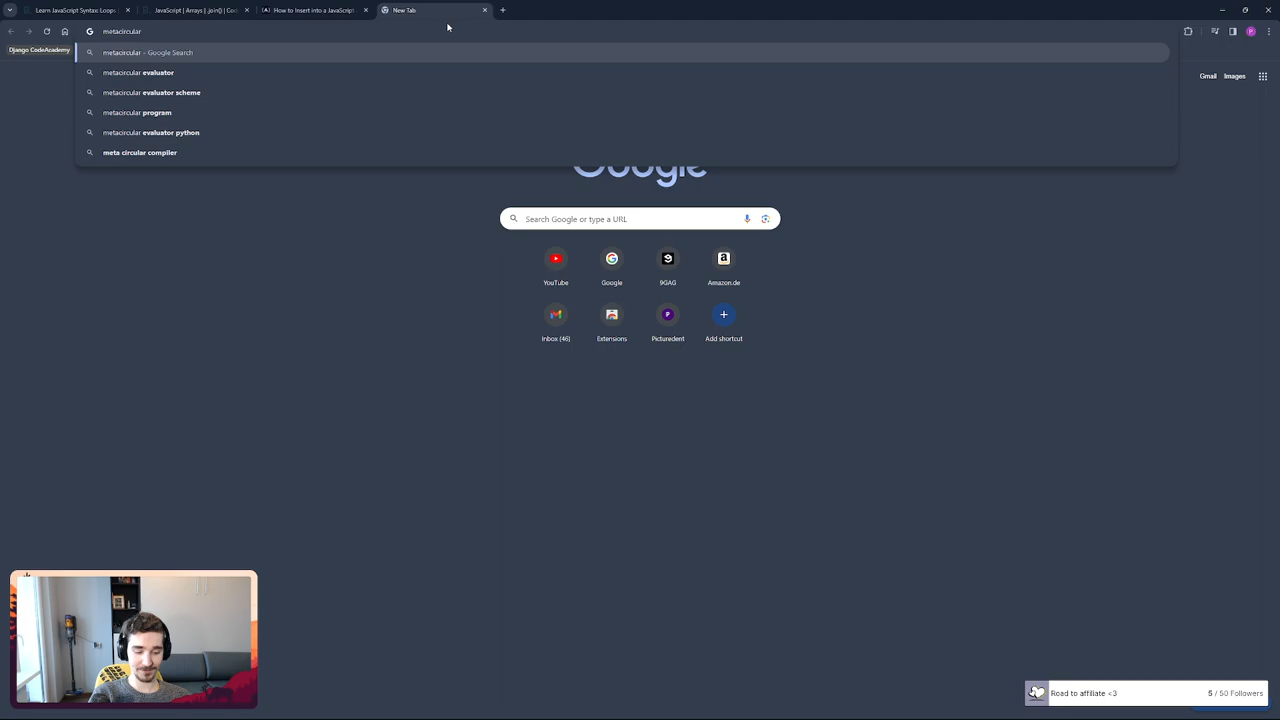 Learn JavaScript Syntax: Loops
JavaScript | Arrays | .join() | Cod
How to Insert into a JavaScript
New Tab
metacircular
Django CodeAcademy
metacircular - Google Search
metacircular evaluator
metacircular evaluator scheme
metacircular program
metacircular evaluator python
meta circular compiler
Gmail
Images
Google
Search Google or type a URL
YouTube
Google
9GAG
Amazon.de
Inbox (46)
Extensions
Picturedent
Add shortcut
Road to affiliate <3
5 / 50 Followers